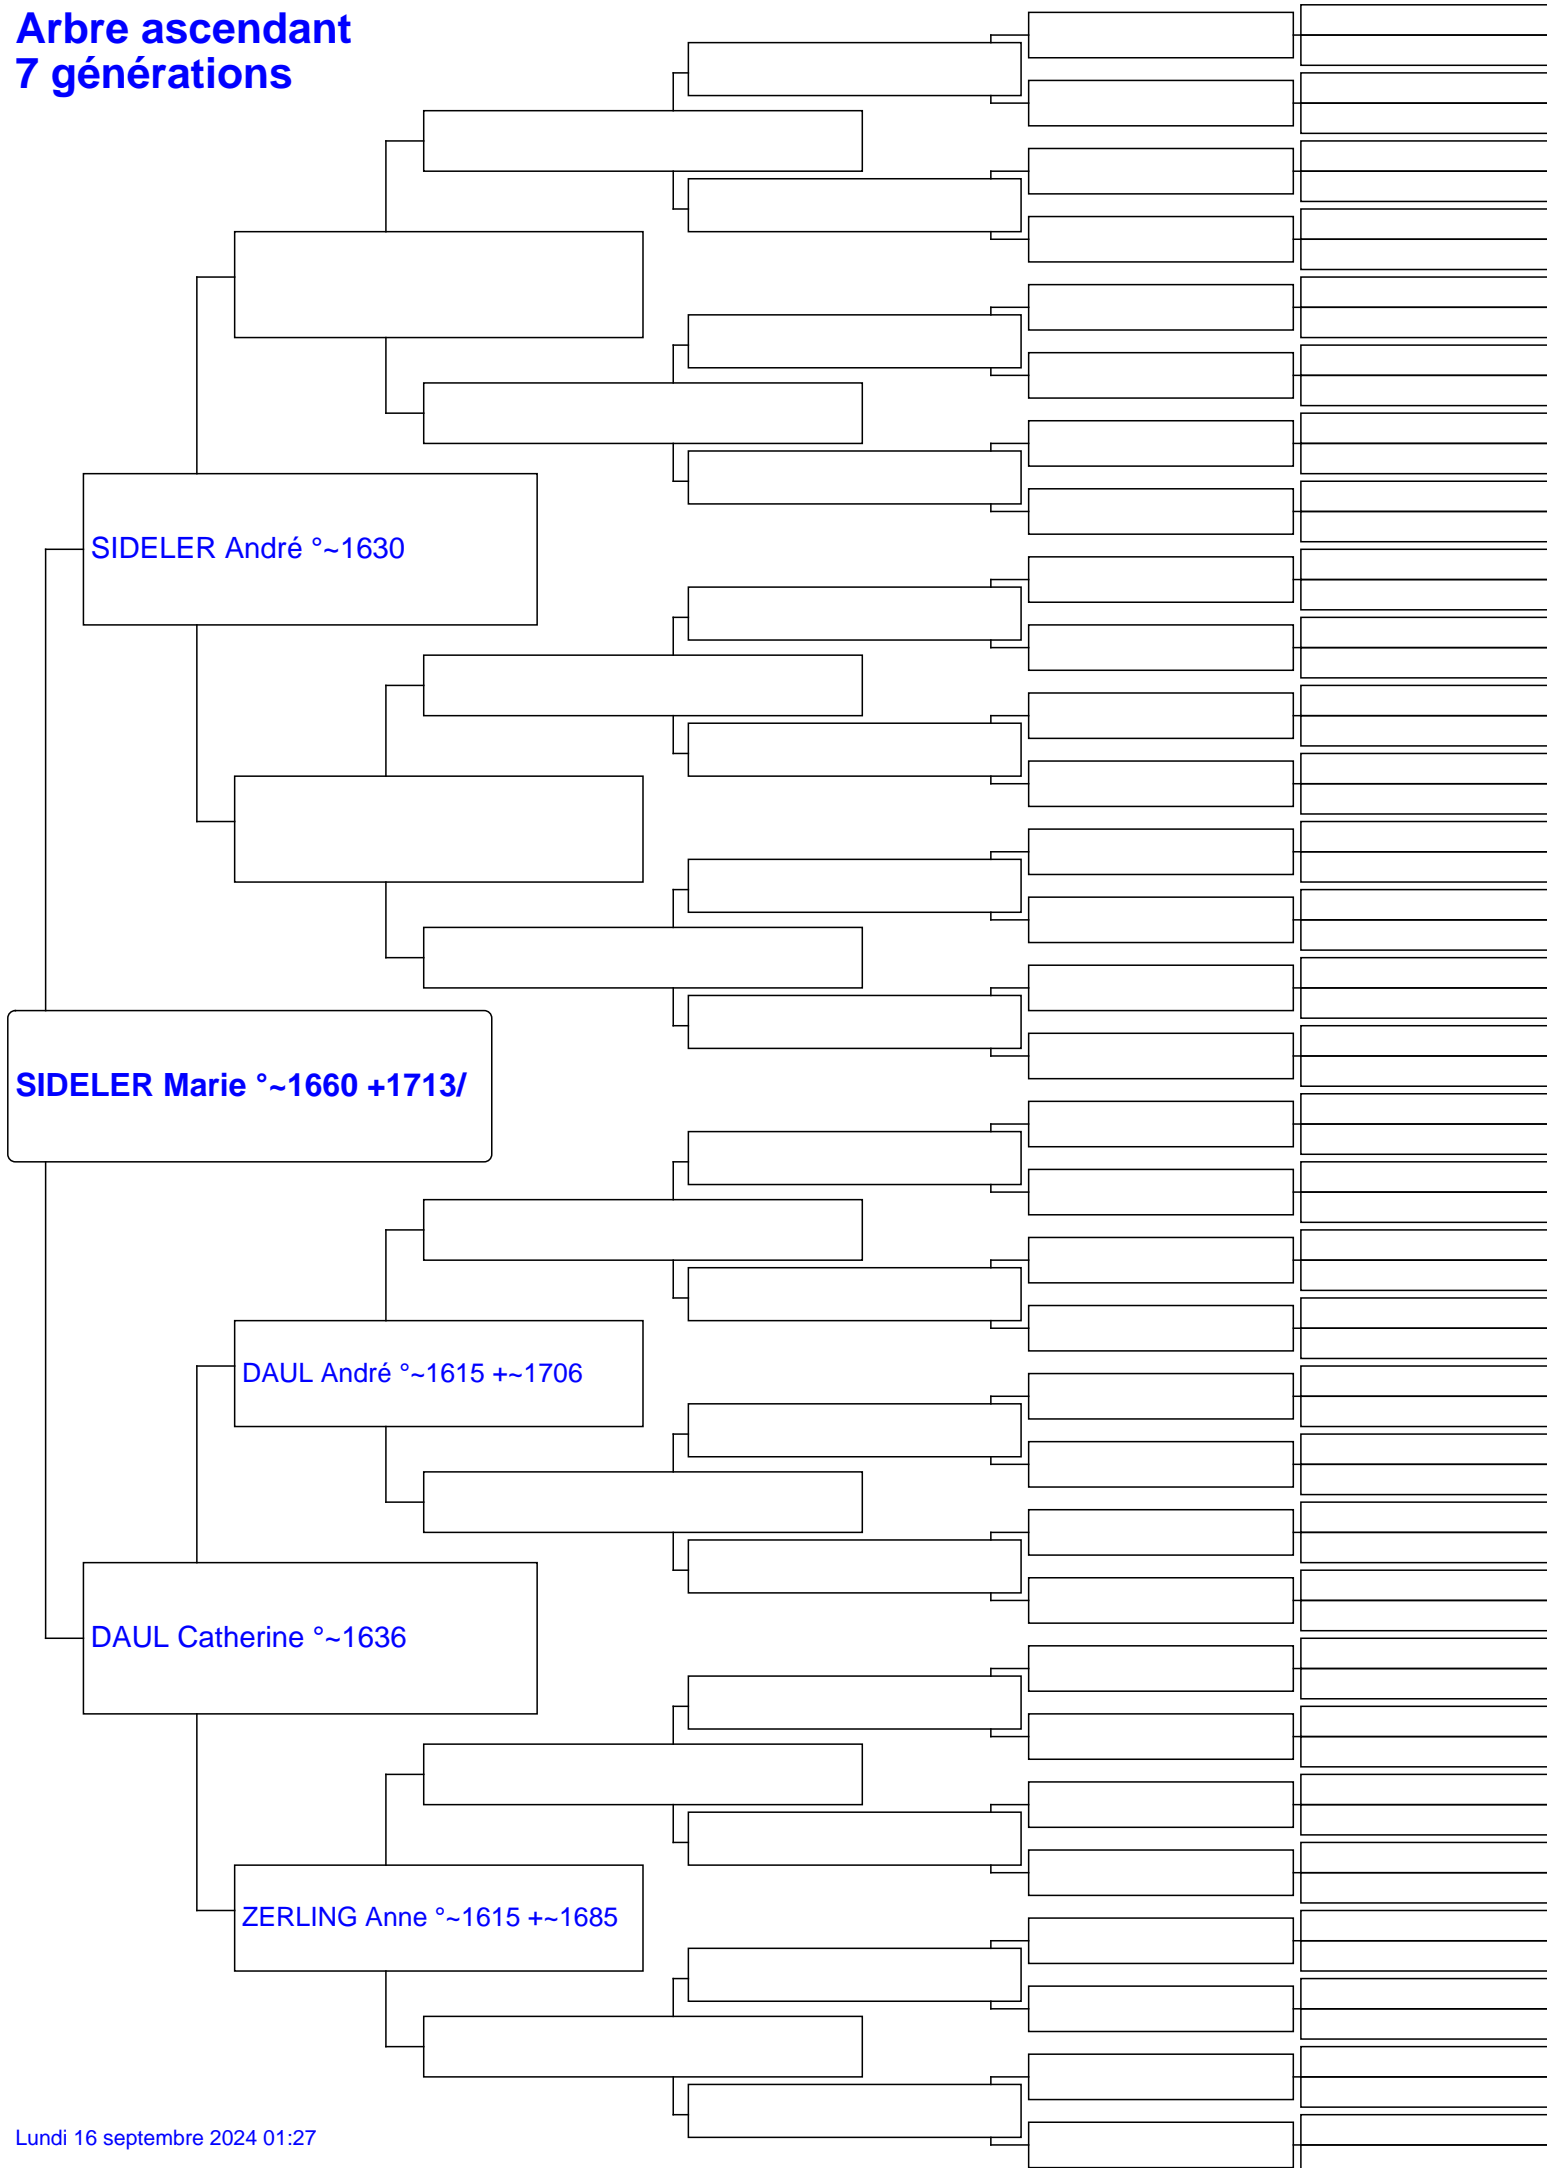 Arbre ascendant
7 générations
SIDELER André °~1630
SIDELER Marie °~1660 +1713/
DAUL André °~1615 +~1706
DAUL Catherine °~1636
ZERLING Anne °~1615 +~1685
Lundi 16 septembre 2024 01:27